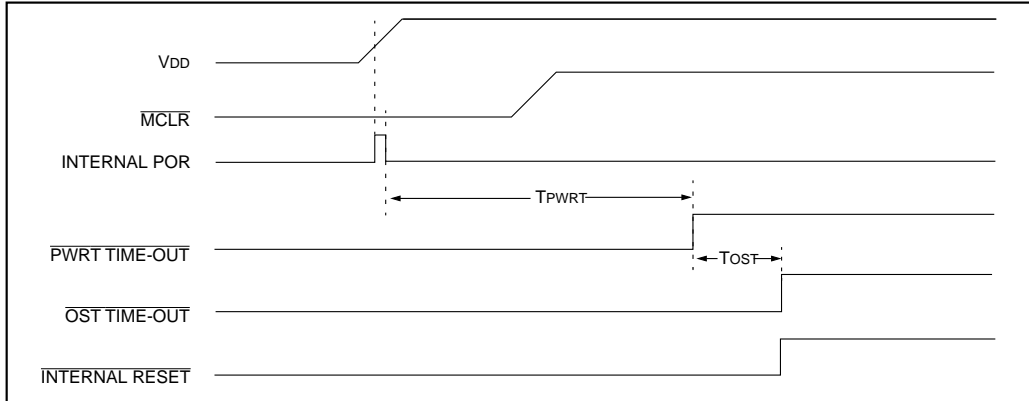 VDD
MCLR
INTERNAL POR
TPWRT
PWRT TIME-OUT
TOST
OST TIME-OUT
INTERNAL RESET